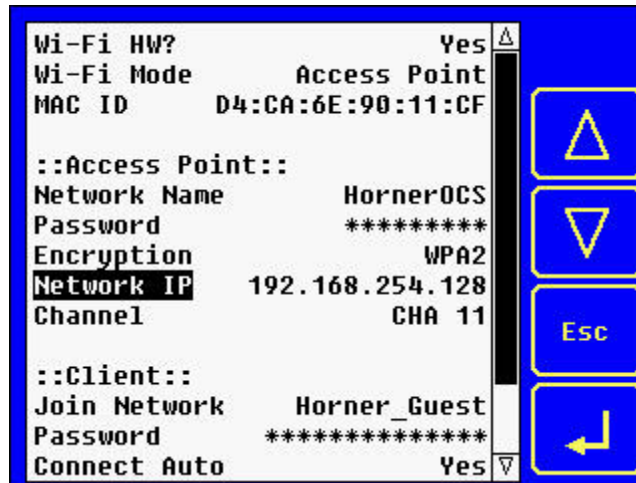 Wi-Fi HW? Yes
Wi-Fi Mode Access Point
MAC ID D4:CA:6E:90:11:CF
::Access Point::
Network Name HornerOCS
Password *********
Encryption WPA2
Network IP 192.168.254.128
Channel CHA 11
::Client::
Join Network Horner_Guest
Password **************
Connect Auto Yes
Esc